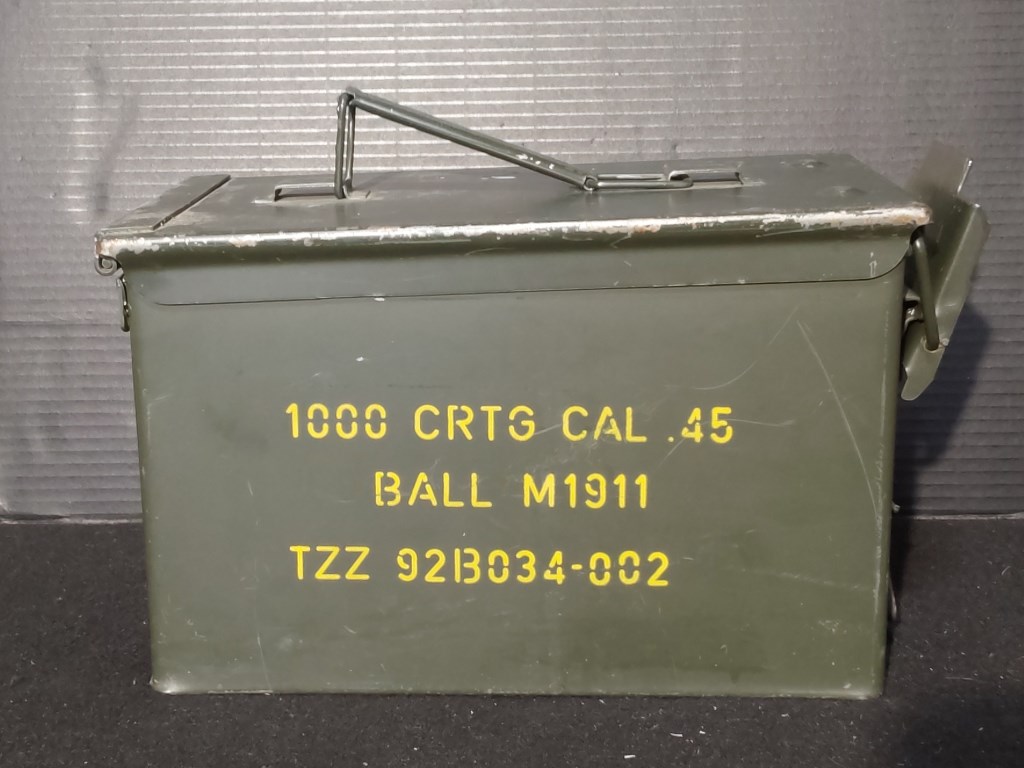 1000 CRTG CAL .45
BALL M1911
TZZ 92B034-002